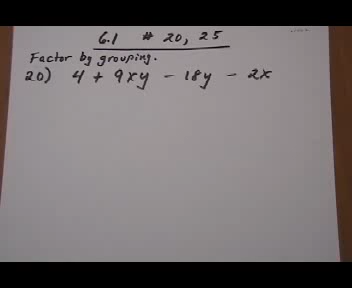 6.1 # 20, 25
Factor by grouping.
20) 4 + 9xy - 18y - 2x